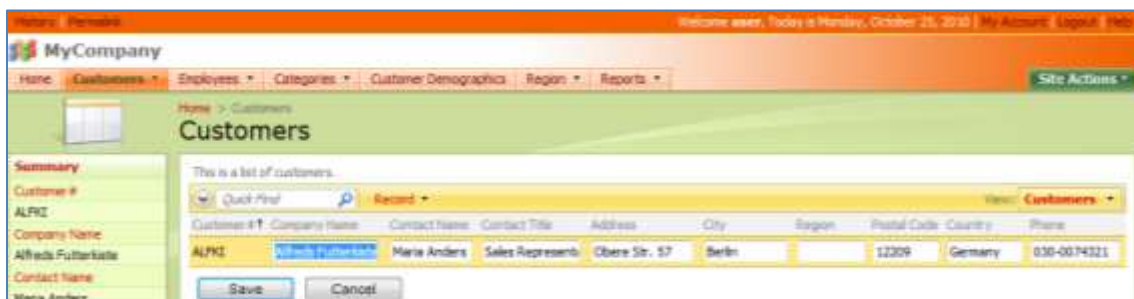 History | Permalink
Welcome user, Today is Monday, October 25, 2010 | My Account | Logout | Help
MyCompany
Home Customers Employees Categories Customer Demographics Region Reports Site Actions
Home > Customers
Customers
Summary
Customer #
ALFKI
Company Name
Alfreds Futterkiste
Contact Name
Maria Anders
This is a list of customers.
Quick Find Record View: Customers
Customer #↑ Company Name Contact Name Contact Title Address City Region Postal Code Country Phone
ALFKI Alfreds Futterkiste Maria Anders Sales Representa Obere Str. 57 Berlin 12209 Germany 030-0074321
Save Cancel